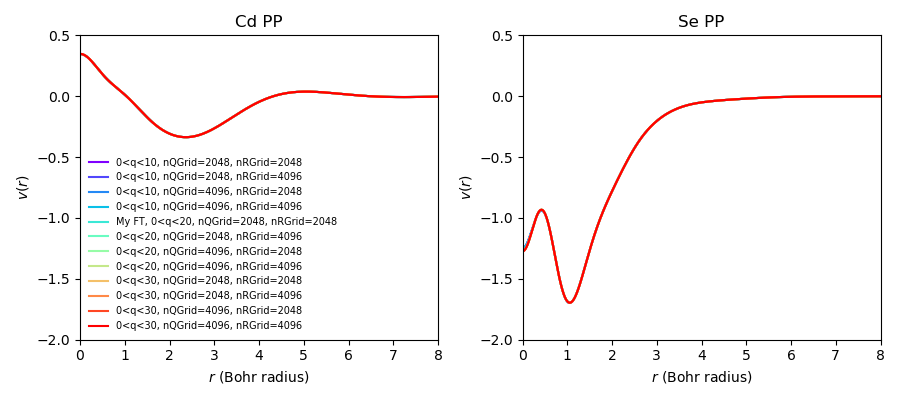 Cd PP
0.5
0.0
−0.5
−1.0
−1.5
−2.0
v(r)
0<q<10, nQGrid=2048, nRGrid=2048
0<q<10, nQGrid=2048, nRGrid=4096
0<q<10, nQGrid=4096, nRGrid=2048
0<q<10, nQGrid=4096, nRGrid=4096
My FT, 0<q<20, nQGrid=2048, nRGrid=2048
0<q<20, nQGrid=2048, nRGrid=4096
0<q<20, nQGrid=4096, nRGrid=2048
0<q<20, nQGrid=4096, nRGrid=4096
0<q<30, nQGrid=2048, nRGrid=2048
0<q<30, nQGrid=2048, nRGrid=4096
0<q<30, nQGrid=4096, nRGrid=2048
0<q<30, nQGrid=4096, nRGrid=4096
0 1 2 3 4 5 6 7 8
r (Bohr radius)
Se PP
0.5
0.0
−0.5
−1.0
−1.5
−2.0
v(r)
0 1 2 3 4 5 6 7 8
r (Bohr radius)